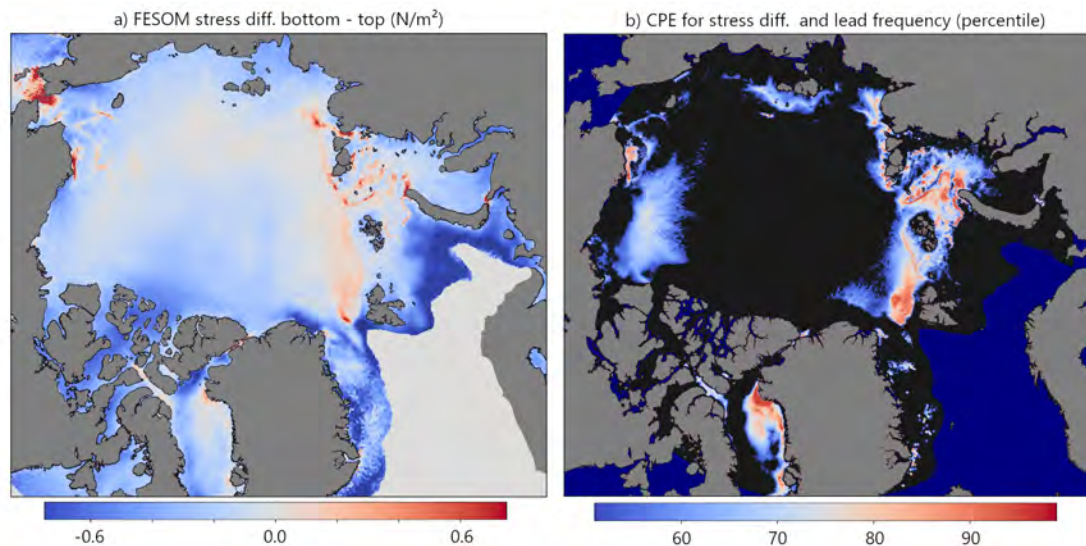 a) FESOM stress diff. bottom - top (N/m²)
b) CPE for stress diff. and lead frequency (percentile)
-0.6 0.0 0.6
60 70 80 90